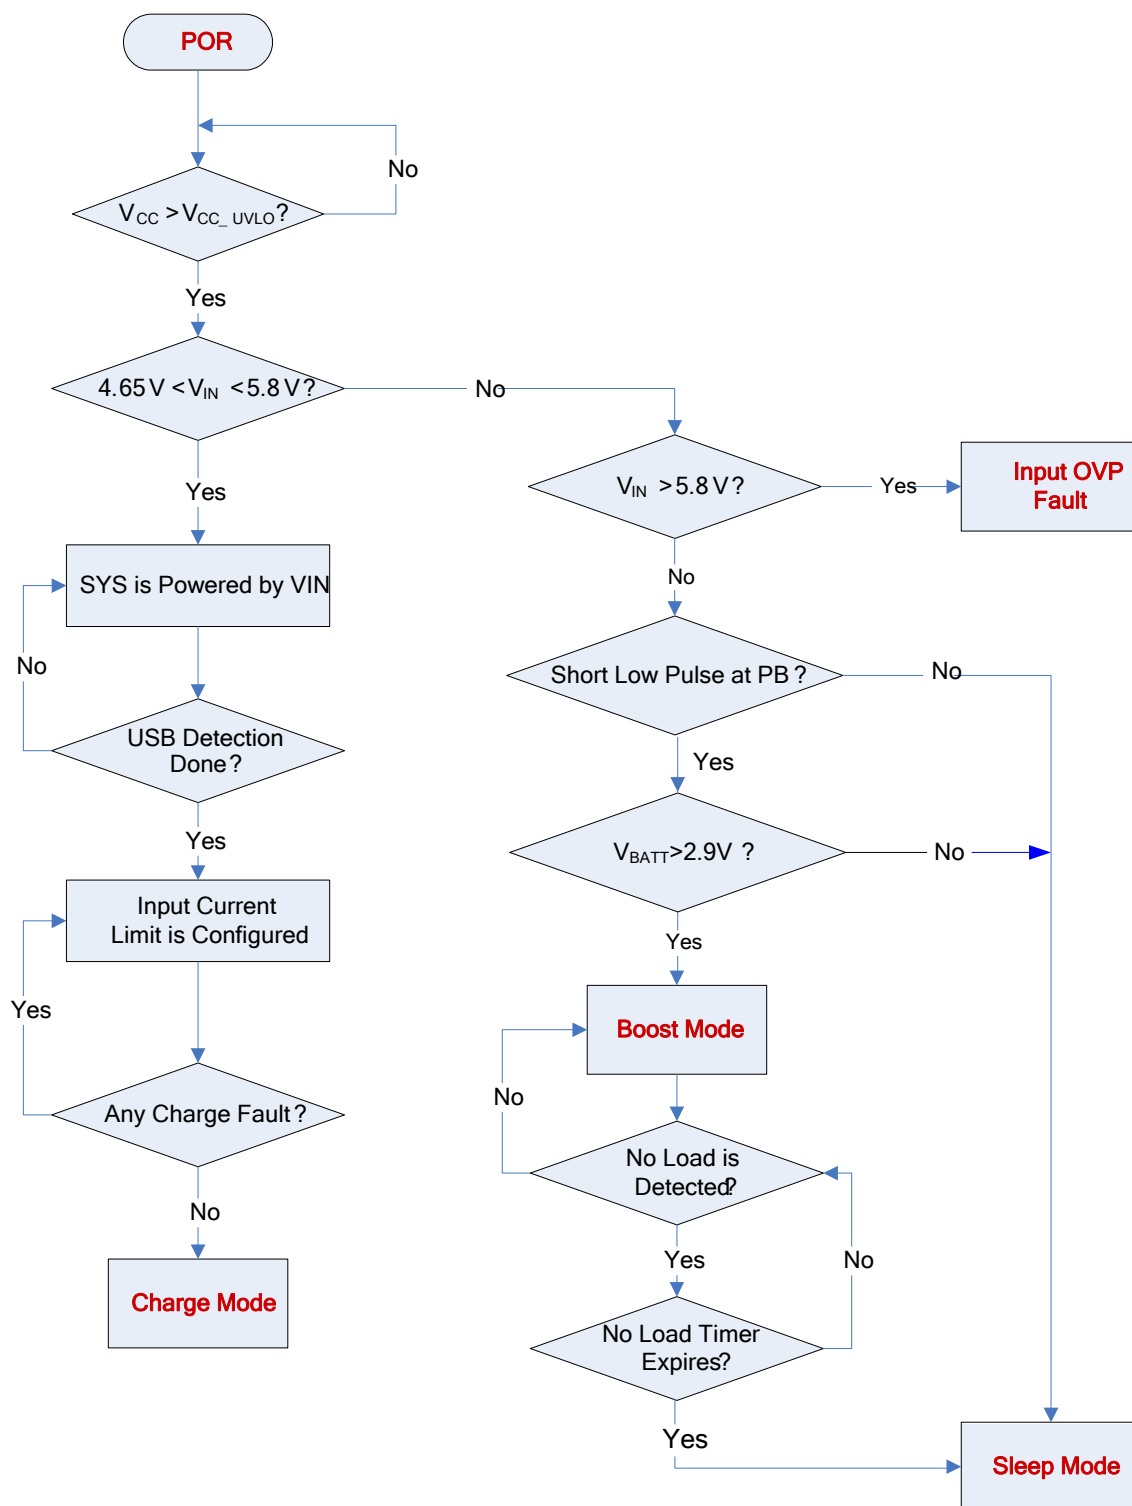 POR
No
VCC > VCC_ UVLO ?
Yes
4.65 V < VIN < 5.8 V ?
No
Yes
VIN > 5.8 V ?
Yes
Input OVP
Fault
SYS is Powered by VIN
No
No
Short Low Pulse at PB ?
No
USB Detection
Done ?
Yes
Yes
VBATT>2.9V ?
No
Input Current
Limit is Configured
Yes
Yes
Boost Mode
No
Any Charge Fault ?
No Load is
Detected?
No
Yes
No
Charge Mode
No Load Timer
Expires?
Yes
Sleep Mode